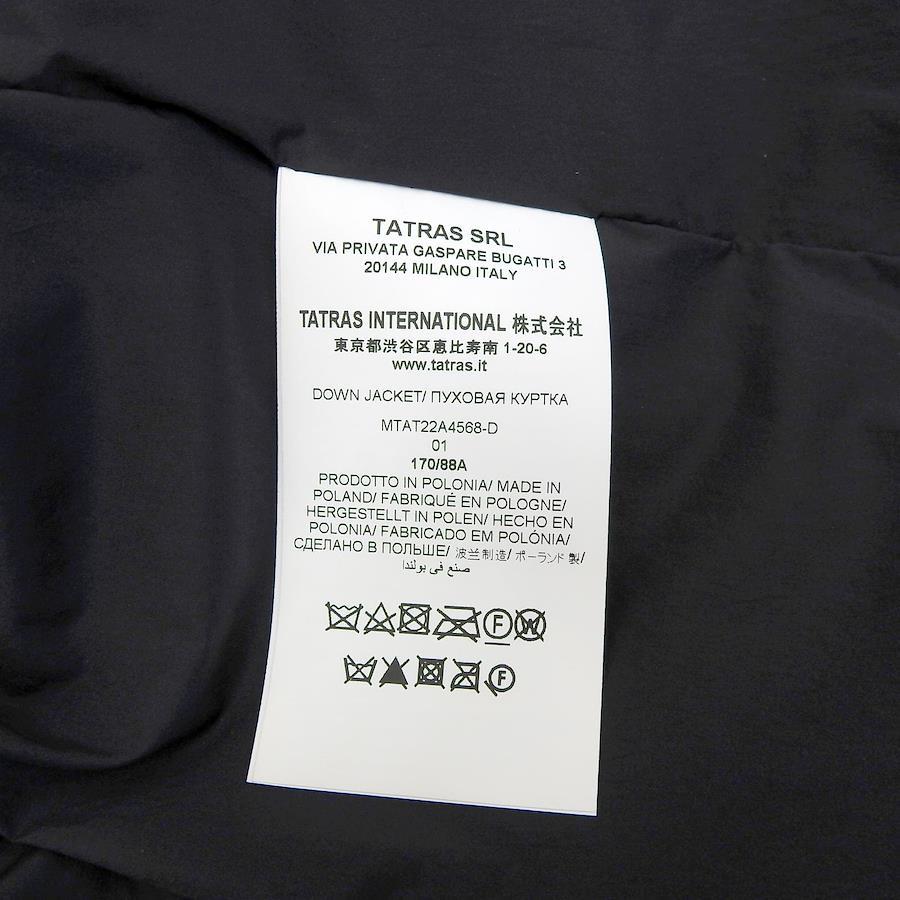 TATRAS SRL
VIA PRIVATA GASPARE BUGATTI 3
20144 MILANO ITALY
TATRAS INTERNATIONAL 株式会社
東京都渋谷区恵比寿南 1-20-6
www.tatras.it
DOWN JACKET/ ПУХОВАЯ КУРТКА
MTAT22A4568-D
01
170/88A
PRODOTTO IN POLONIA/ MADE IN
POLAND/ FABRIQUÉ EN POLOGNE/
HERGESTELLT IN POLEN/ HECHO EN
POLONIA/ FABRICADO EM POLÓNIA/
СДЕЛАНО В ПОЛЬШЕ/ 波兰制造/ ポーランド 製/
صنع في بولندا
F W
F